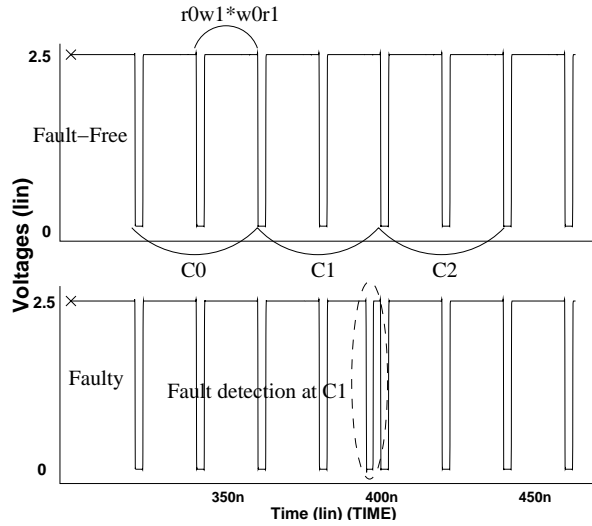 r0w1*w0r1
2.5
Fault−Free
0
C0 C1 C2
Voltages (lin)
2.5
Faulty
Fault detection at C1
0
350n 400n 450n
Time (lin) (TIME)